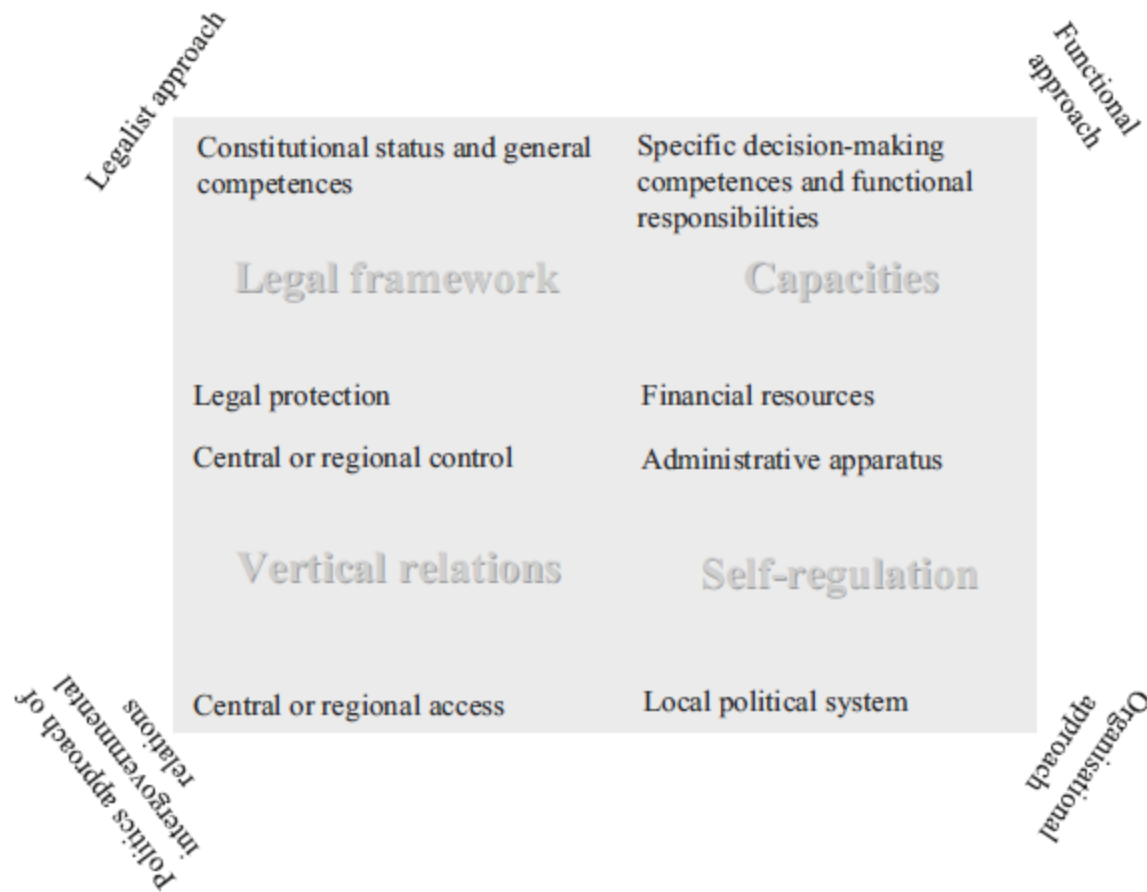 Legalist approach
Functional
approach
Constitutional status and general
competences
Specific decision-making
competences and functional
responsibilities
Legal framework
Capacities
Legal protection
Financial resources
Central or regional control
Administrative apparatus
Vertical relations
Self-regulation
Central or regional access
Local political system
Politics approach of
intergovernmental
relations
Organisational
approach